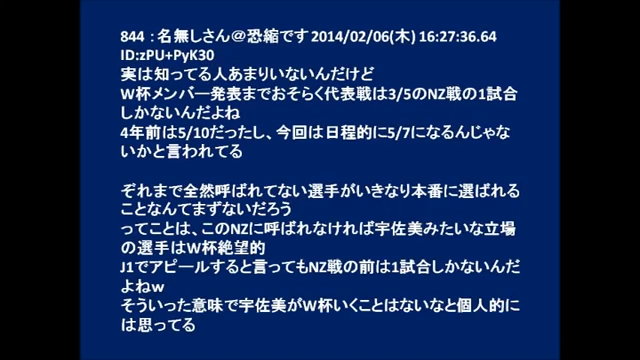 844 ：名無しさん＠恐縮です 2014/02/06(木) 16:27:36.64
ID:zPU+PyK30
実は知ってる人あまりいないんだけど
W杯メンバー発表までおそらく代表戦は3/5のNZ戦の1試合
しかないんだよね
4年前は5/10だったし、今回は日程的に5/7になるんじゃな
いかと言われてる
ぞれまで全然呼ばれてない選手がいきなり本番に選ばれる
ことなんてまずないだろう
ってことは、このNZに呼ばれなければ宇佐美みたいな立場
の選手はW杯絶望的
J1でアピールすると言ってもNZ戦の前は1試合しかないんだ
よねw
そういった意味で宇佐美がW杯いくことはないなと個人的に
は思ってる